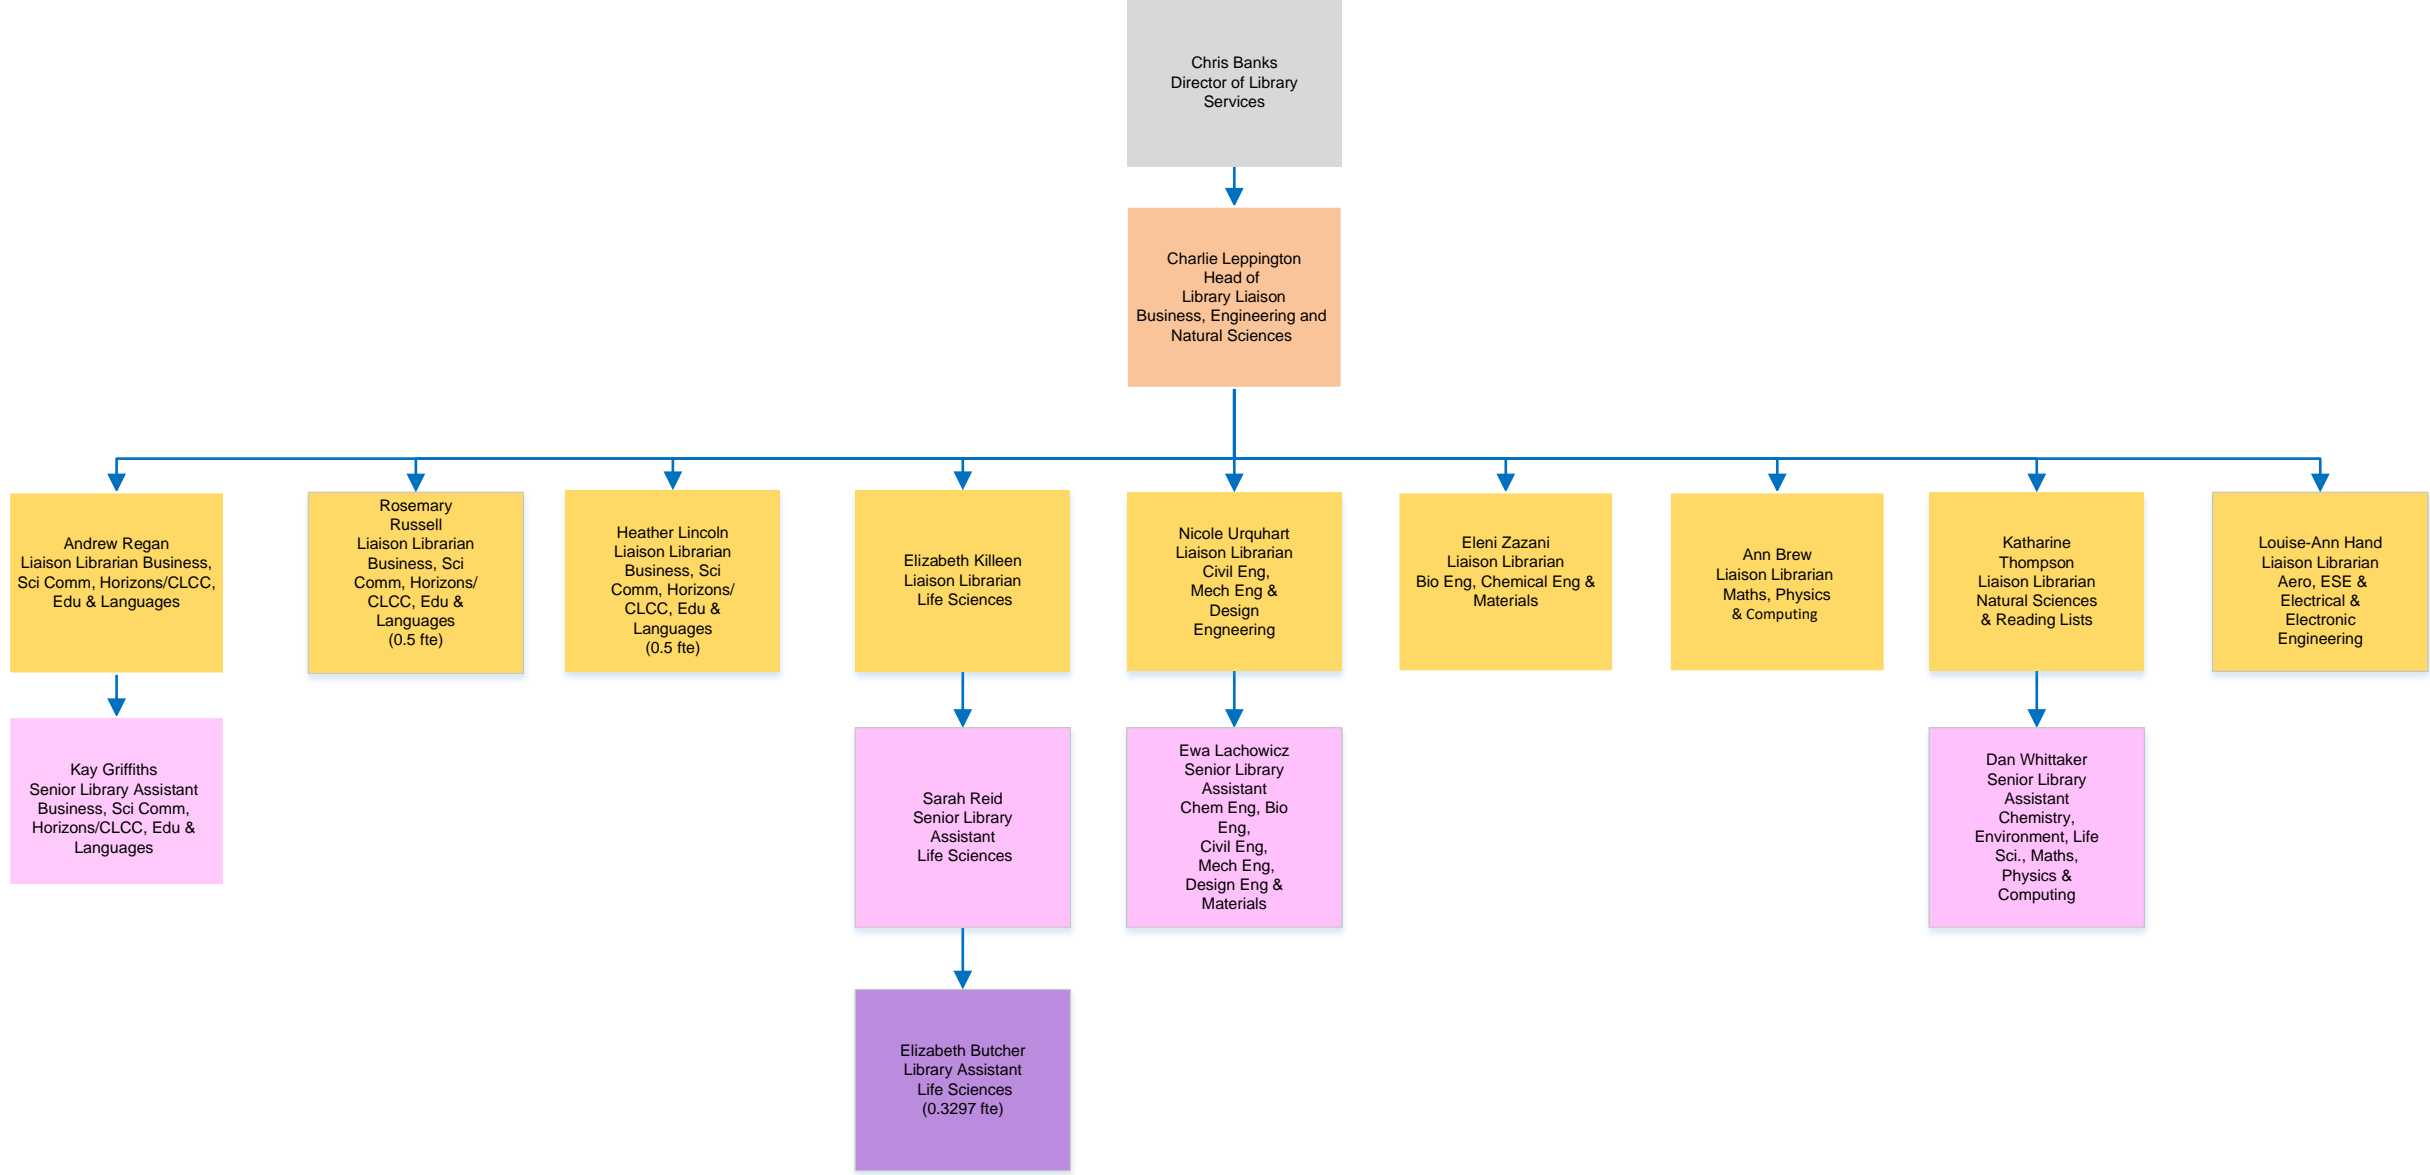 Chris Banks
Director of Library
Services
Charlie Leppington
Head of
Library Liaison
Business, Engineering and
Natural Sciences
Andrew Regan
Liaison Librarian Business,
Sci Comm, Horizons/CLCC,
Edu & Languages
Rosemary
Russell
Liaison Librarian
Business, Sci
Comm, Horizons/
CLCC, Edu &
Languages
(0.5 fte)
Heather Lincoln
Liaison Librarian
Business, Sci
Comm, Horizons/
CLCC, Edu &
Languages
(0.5 fte)
Elizabeth Killeen
Liaison Librarian
Life Sciences
Nicole Urquhart
Liaison Librarian
Civil Eng,
Mech Eng &
Design
Engneering
Eleni Zazani
Liaison Librarian
Bio Eng, Chemical Eng &
Materials
Ann Brew
Liaison Librarian
Maths, Physics
& Computing
Katharine
Thompson
Liaison Librarian
Natural Sciences
& Reading Lists
Louise-Ann Hand
Liaison Librarian
Aero, ESE &
Electrical &
Electronic
Engineering
Kay Griffiths
Senior Library Assistant
Business, Sci Comm,
Horizons/CLCC, Edu &
Languages
Sarah Reid
Senior Library
Assistant
Life Sciences
Ewa Lachowicz
Senior Library
Assistant
Chem Eng, Bio
Eng,
Civil Eng,
Mech Eng,
Design Eng &
Materials
Dan Whittaker
Senior Library
Assistant
Chemistry,
Environment, Life
Sci., Maths,
Physics &
Computing
Elizabeth Butcher
Library Assistant
Life Sciences
(0.3297 fte)